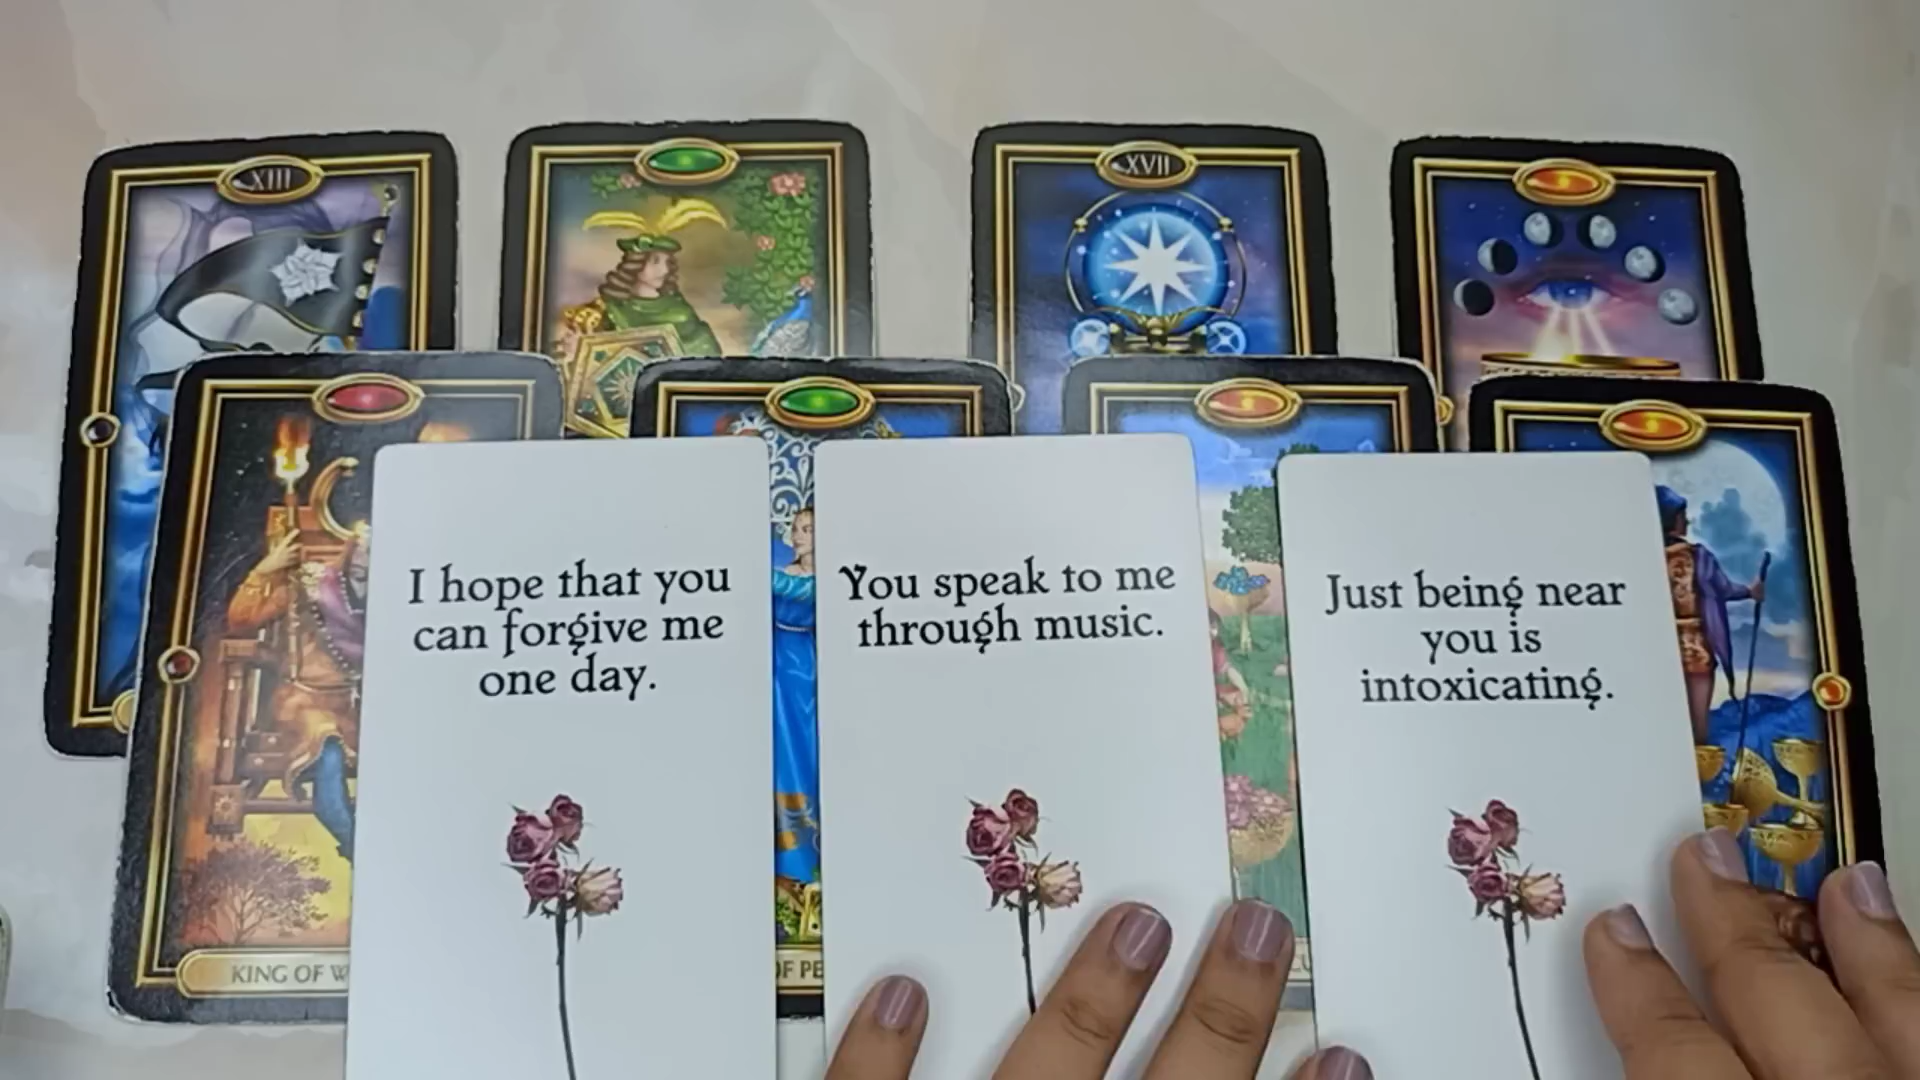 XIII
XVII
I hope that you
can forgive me
one day.
You speak to me
through music.
Just being near
you is
intoxicating.
KING OF W
OF PE